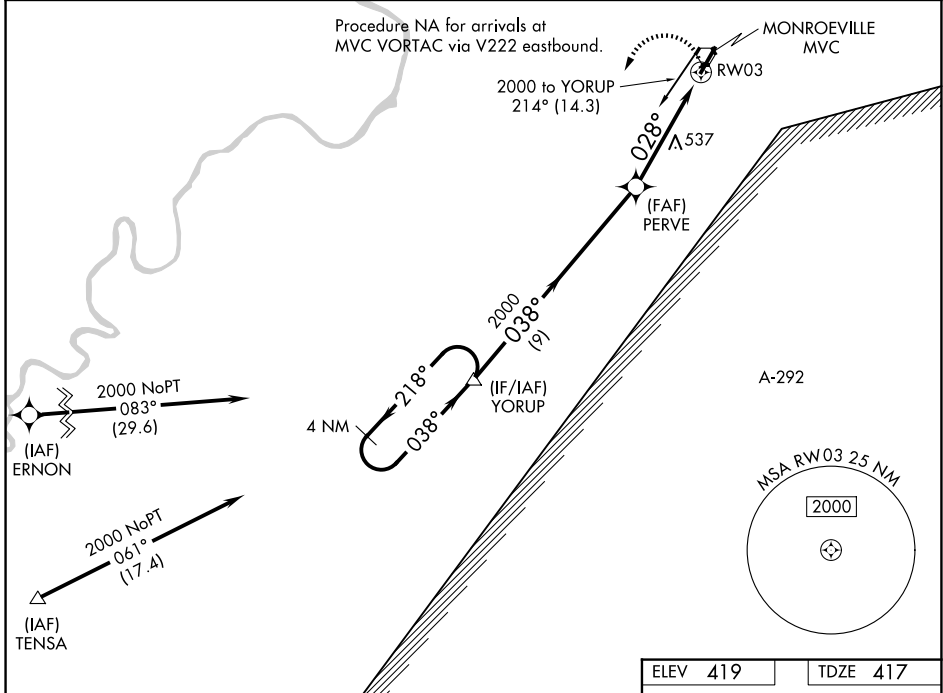 Procedure NA for arrivals at
MVC VORTAC via V222 eastbound.
MONROEVILLE
MVC
RW03
2000 to YORUP
214° (14.3)
028°
537
(FAF)
PERVE
2000
038°
(9)
A-292
218°
038°
4 NM
(IF/IAF)
YORUP
2000 NoPT
083°
(29.6)
(IAF)
ERNON
2000 NoPT
061°
(17.4)
(IAF)
TENSA
MSA RW03 25 NM
2000
ELEV 419
TDZE 417